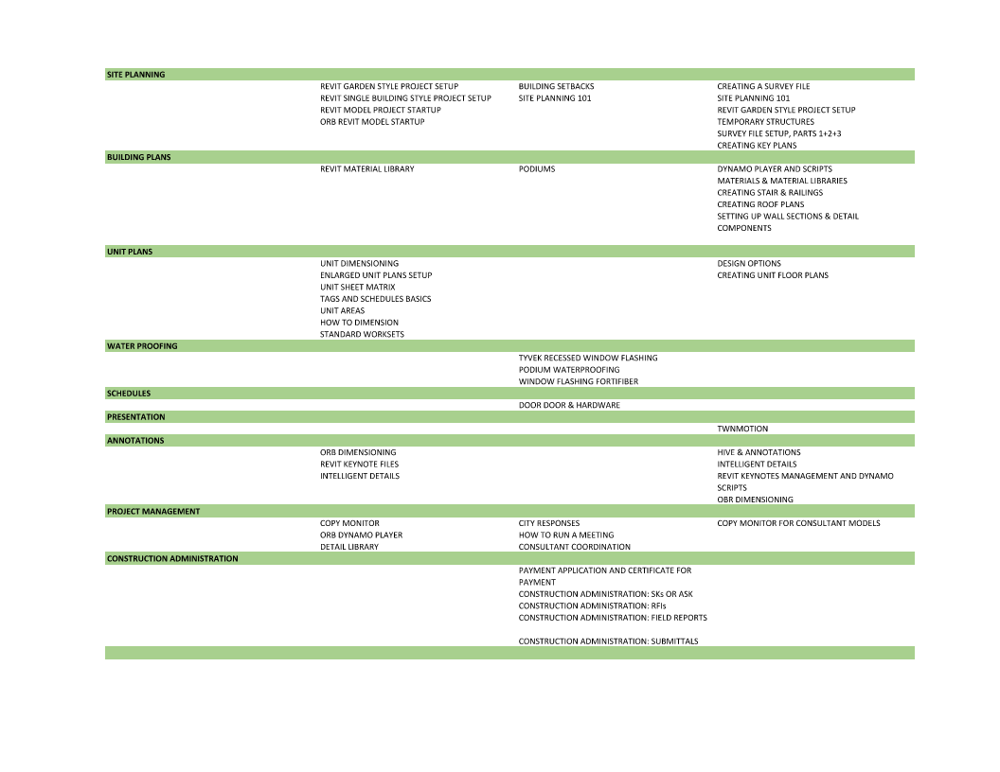 SITE PLANNING
REVIT GARDEN STYLE PROJECT SETUP BUILDING SETBACKS CREATING A SURVEY FILE
REVIT SINGLE BUILDING STYLE PROJECT SETUP SITE PLANNING 101 SITE PLANNING 101
REVIT MODEL PROJECT STARTUP REVIT GARDEN STYLE PROJECT SETUP
ORB REVIT MODEL STARTUP TEMPORARY STRUCTURES
SURVEY FILE SETUP, PARTS 1+2+3
CREATING KEY PLANS
BUILDING PLANS
REVIT MATERIAL LIBRARY PODIUMS DYNAMO PLAYER AND SCRIPTS
MATERIALS & MATERIAL LIBRARIES
CREATING STAIR & RAILINGS
CREATING ROOF PLANS
SETTING UP WALL SECTIONS & DETAIL
COMPONENTS
UNIT PLANS
UNIT DIMENSIONING DESIGN OPTIONS
ENLARGED UNIT PLANS SETUP CREATING UNIT FLOOR PLANS
UNIT SHEET MATRIX
TAGS AND SCHEDULES BASICS
UNIT AREAS
HOW TO DIMENSION
STANDARD WORKSETS
WATER PROOFING
TYVEK RECESSED WINDOW FLASHING
PODIUM WATERPROOFING
WINDOW FLASHING FORTIFIBER
SCHEDULES
DOOR DOOR & HARDWARE
PRESENTATION
TWNMOTION
ANNOTATIONS
ORB DIMENSIONING HIVE & ANNOTATIONS
REVIT KEYNOTE FILES INTELLIGENT DETAILS
INTELLIGENT DETAILS REVIT KEYNOTES MANAGEMENT AND DYNAMO
SCRIPTS
OBR DIMENSIONING
PROJECT MANAGEMENT
COPY MONITOR CITY RESPONSES COPY MONITOR FOR CONSULTANT MODELS
ORB DYNAMO PLAYER HOW TO RUN A MEETING
DETAIL LIBRARY CONSULTANT COORDINATION
CONSTRUCTION ADMINISTRATION
PAYMENT APPLICATION AND CERTIFICATE FOR
PAYMENT
CONSTRUCTION ADMINISTRATION: SKs OR ASK
CONSTRUCTION ADMINISTRATION: RFIs
CONSTRUCTION ADMINISTRATION: FIELD REPORTS
CONSTRUCTION ADMINISTRATION: SUBMITTALS